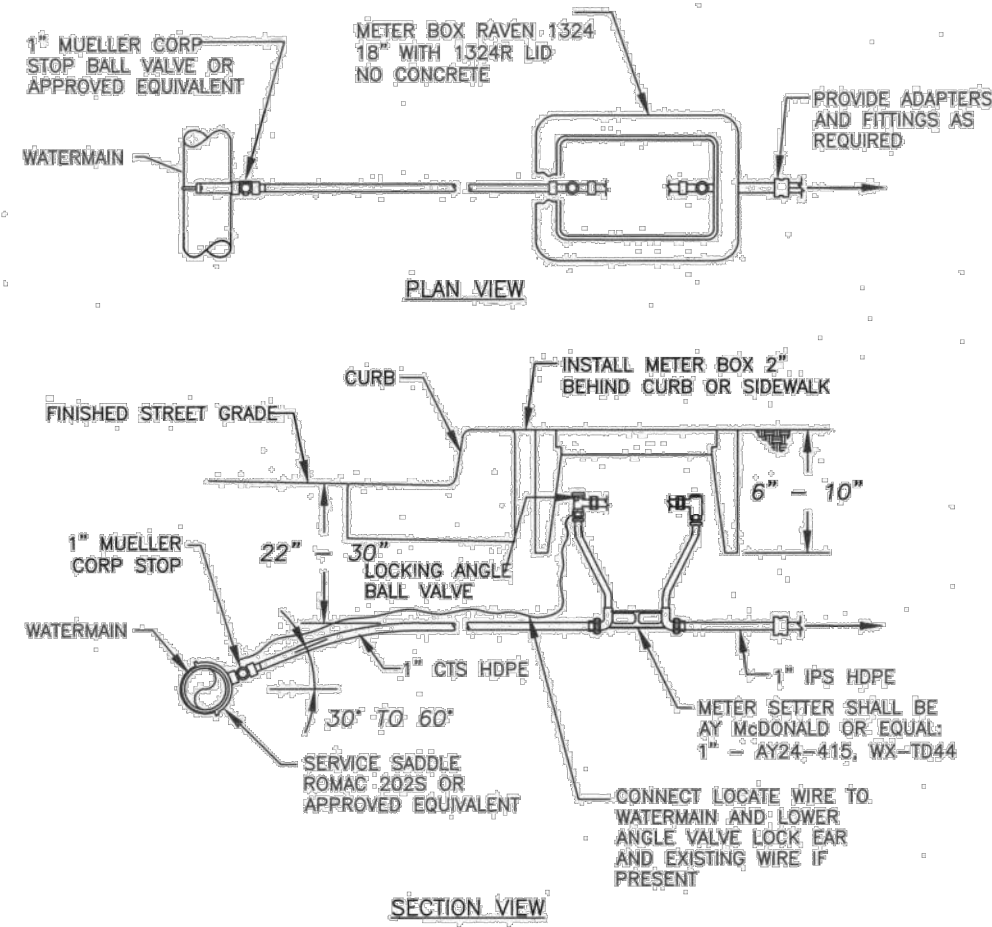 1" MUELLER CORP
STOP BALL VALVE OR
APPROVED EQUIVALENT
METER BOX RAVEN 1324
18" WITH 1324R LID
NO CONCRETE
PROVIDE ADAPTERS
AND FITTINGS AS
REQUIRED
WATERMAIN
PLAN VIEW
CURB
INSTALL METER BOX 2"
BEHIND CURB OR SIDEWALK
FINISHED STREET GRADE
6" - 10"
1" MUELLER
CORP STOP
22" - 30"
LOCKING ANGLE
BALL VALVE
WATERMAIN
1" CTS HDPE
1" IPS HDPE
30° TO 60°
METER SETTER SHALL BE
AY McDONALD OR EQUAL:
1" - AY24-415, WX-TD44
SERVICE SADDLE
ROMAC 202S OR
APPROVED EQUIVALENT
CONNECT LOCATE WIRE TO
WATERMAIN AND LOWER
ANGLE VALVE LOCK EAR
AND EXISTING WIRE IF
PRESENT
SECTION VIEW